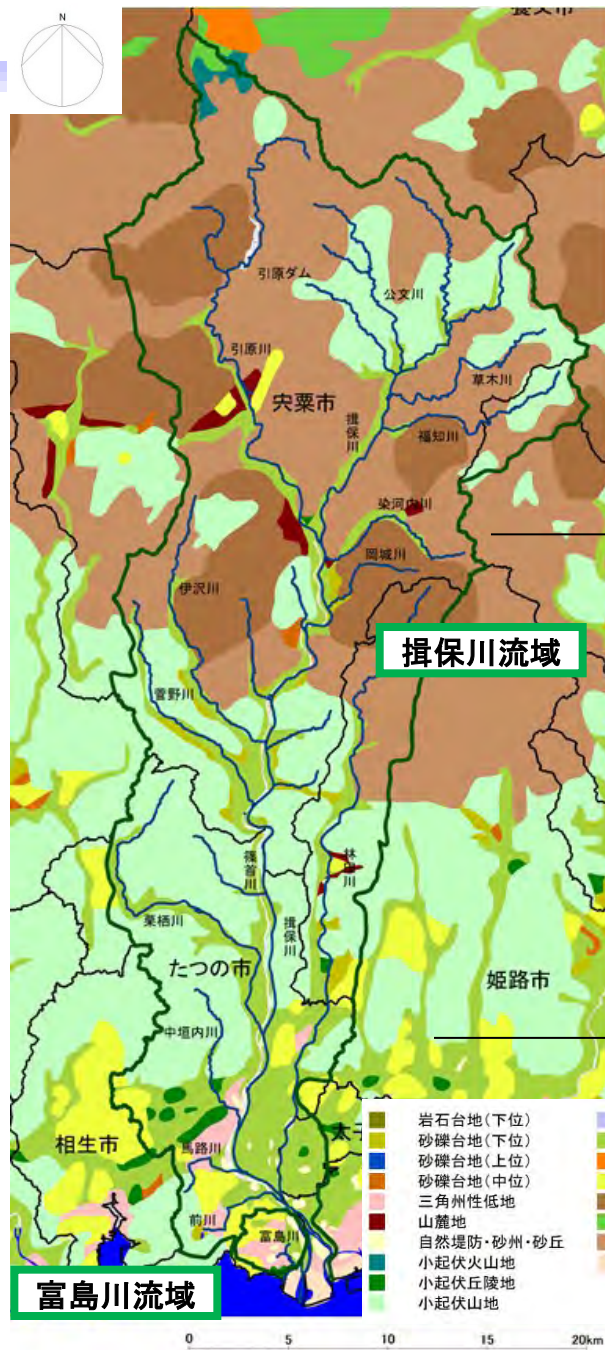 N
養父市
引原ダム
公文川
引原川
草木川
宍粟市
揖保川
福知川
染河内川
岡城川
伊沢川
揖保川流域
菅野川
林田川
篠首川
栗栖川
揖保川
たつの市
姫路市
中垣内川
相生市
馬路川
太子
前川
富島川
富島川流域
岩石台地(下位)
砂礫台地(下位)
砂礫台地(上位)
砂礫台地(中位)
三角州性低地
山麓地
自然堤防・砂州・砂丘
小起伏火山地
小起伏丘陵地
小起伏山地
0 5 10 15 20km